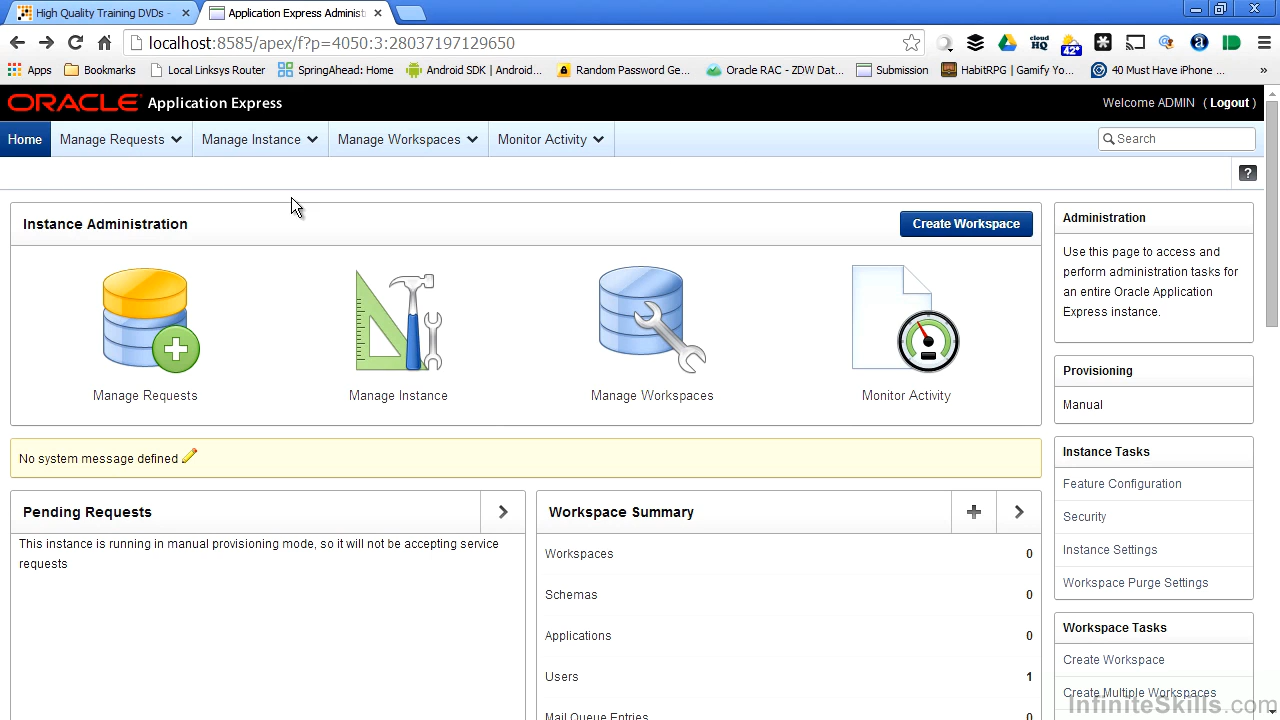 High Quality Training DVDs -
Application Express Administ
localhost:8585/apex/f?p=4050:3:28037197129650
42°
Apps
Bookmarks
Local Linksys Router
SpringAhead: Home
Android SDK | Android...
Random Password Ge...
Oracle RAC - ZDW Dat...
Submission
HabitRPG | Gamify Yo...
40 Must Have iPhone ...
»
ORACLE Application Express
Welcome ADMIN ( Logout )
Home
Manage Requests
Manage Instance
Manage Workspaces
Monitor Activity
Search
?
Instance Administration
Create Workspace
Manage Requests
Manage Instance
Manage Workspaces
Monitor Activity
No system message defined
Pending Requests
This instance is running in manual provisioning mode, so it will not be accepting service
requests
Workspace Summary
Workspaces 0
Schemas 0
Applications 0
Users 1
Mail Queue Entries 0
Administration
Use this page to access and
perform administration tasks for
an entire Oracle Application
Express instance.
Provisioning
Manual
Instance Tasks
Feature Configuration
Security
Instance Settings
Workspace Purge Settings
Workspace Tasks
Create Workspace
Create Multiple Workspaces
InfiniteSkills.com